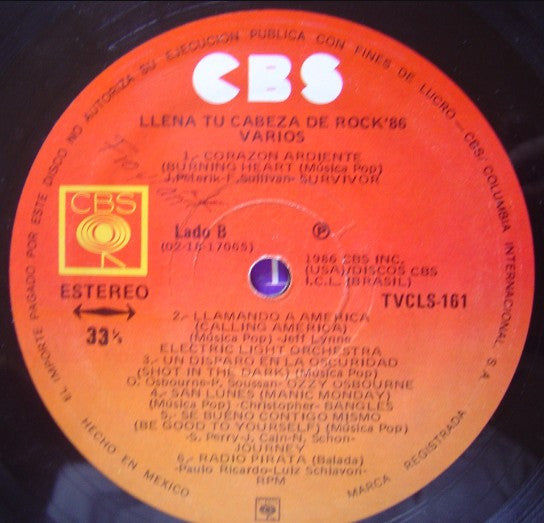 EL IMPORTE PAGADO POR ESTE DISCO NO AUTORIZA SU EJECUCION PUBLICA CON FINES DE LUCRO — CBS/COLUMBIA INTERNACIONAL, S.A.
CBS
LLENA TU CABEZA DE ROCK'86
VARIOS
1.- CORAZON ARDIENTE
(BURNING HEART (Música Pop)
J.Peterik-F.Sullivan- SURVIVOR
CBS
ESTEREO
33⅓
Lado B
(02-18-17065)
Ⓟ
1986 CBS INC.
(USA)/DISCOS CBS
I.C.L. (BRASIL)
TVCLS-161
2.- LLAMANDO A AMERICA
(CALLING AMERICA)
(Música Pop) -Jeff Lynne
ELECTRIC LIGHT ORCHESTRA
3.- UN DISPARO EN LA OSCURIDAD
(SHOT IN THE DARK) (Música Pop)
O. Osbourne-P. Soussan- OZZY OSBOURNE
4.- SAN LUNES (MANIC MONDAY)
(Música Pop) -christopher- BANGLES
5.- SE BUENO CONTIGO MISMO
(BE GOOD TO YOURSELF) (Música Pop)
-S. Perry-J, Cain-N, Schon-
JOURNEY
6.- RADIO PIRATA (Balada)
-Paulo Ricardo-Luiz Schiavon-
RPM
HECHO EN MEXICO
MARCA REGISTRADA